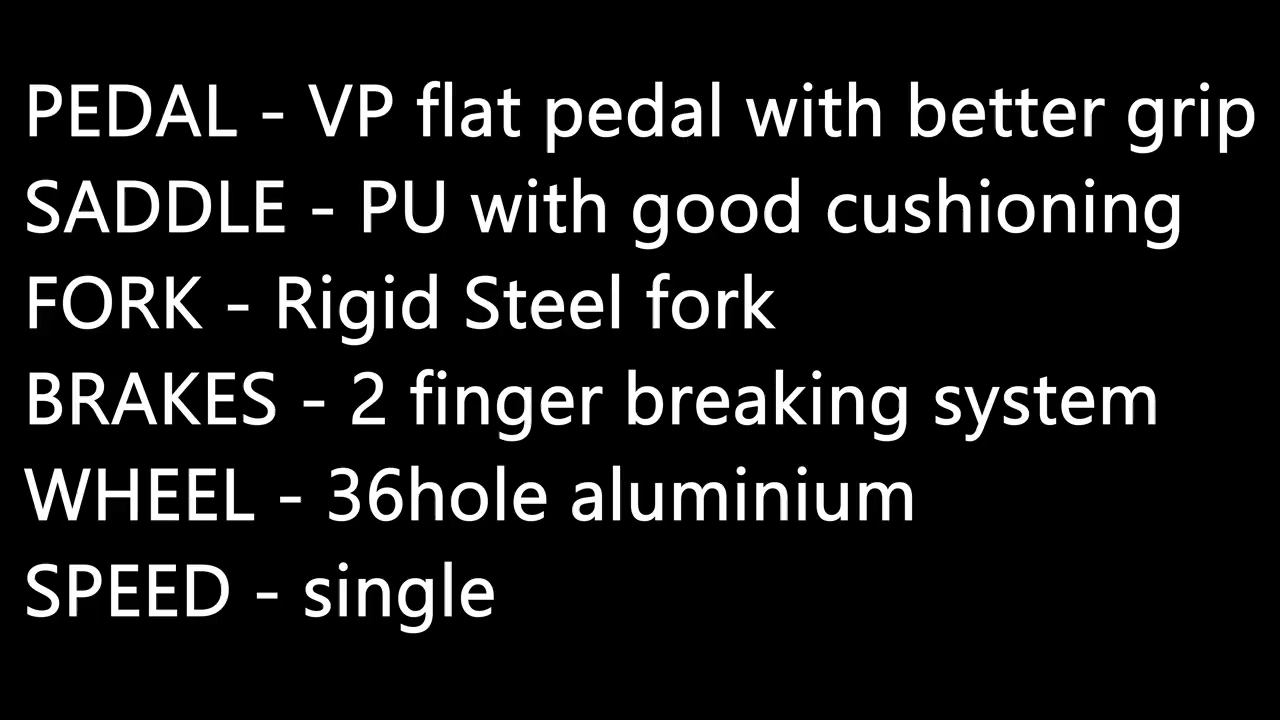 PEDAL - VP flat pedal with better grip
SADDLE - PU with good cushioning
FORK - Rigid Steel fork
BRAKES - 2 finger breaking system
WHEEL - 36hole aluminium
SPEED - single